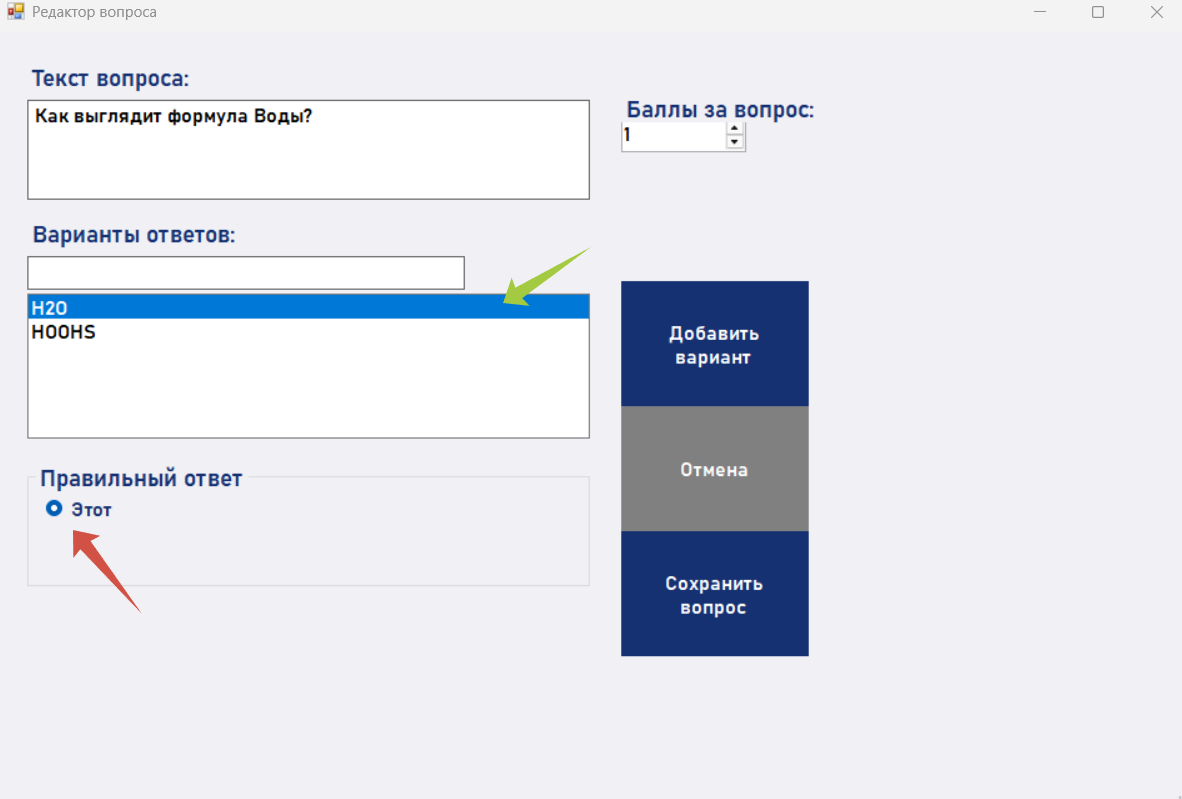 Редактор вопроса
Текст вопроса:
Как выглядит формула Воды?
Баллы за вопрос:
1
Варианты ответов:
H2O
HOOHS
Добавить
вариант
Отмена
Правильный ответ
Этот
Сохранить
вопрос